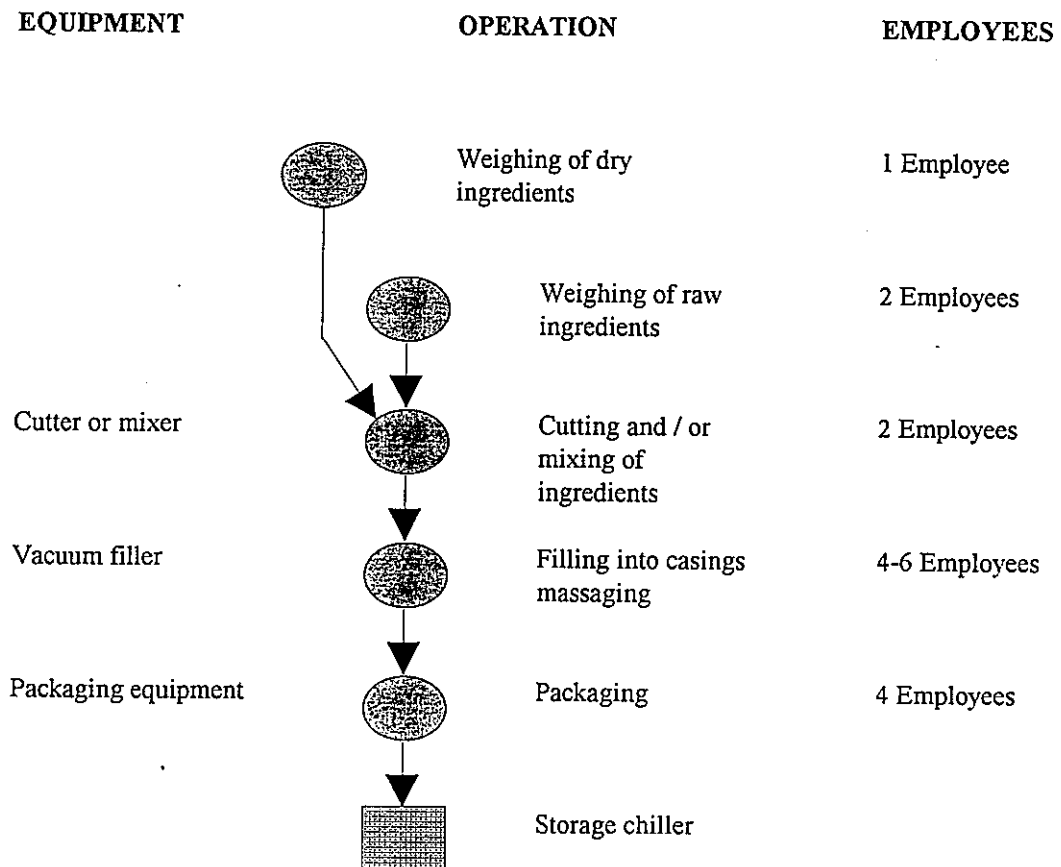 EQUIPMENT OPERATION EMPLOYEES
Weighing of dry
ingredients
1 Employee
Weighing of raw
ingredients
2 Employees
Cutter or mixer
Cutting and / or
mixing of
ingredients
2 Employees
Vacuum filler
Filling into casings
massaging
4-6 Employees
Packaging equipment
Packaging
4 Employees
Storage chiller